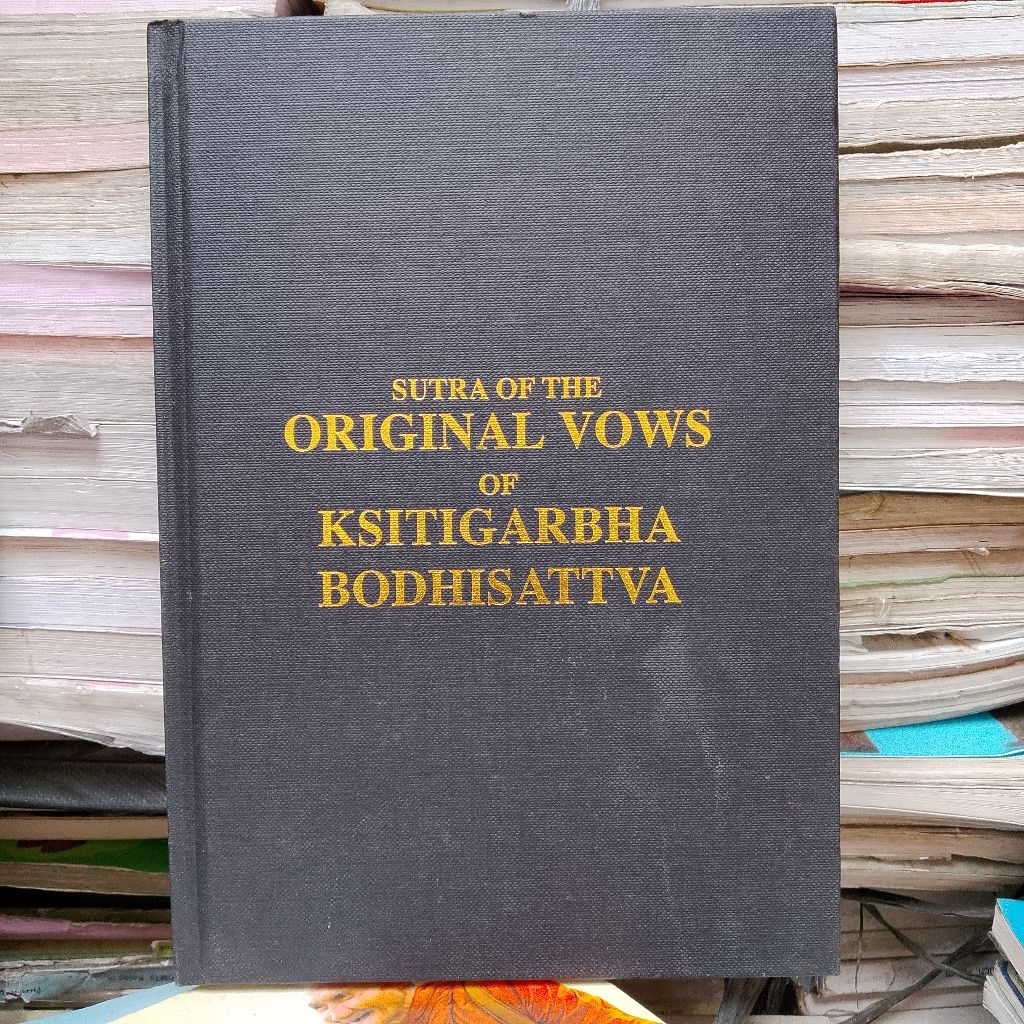 SUTRA OF THE
ORIGINAL VOWS
OF
KSITIGARBHA
BODHISATTVA